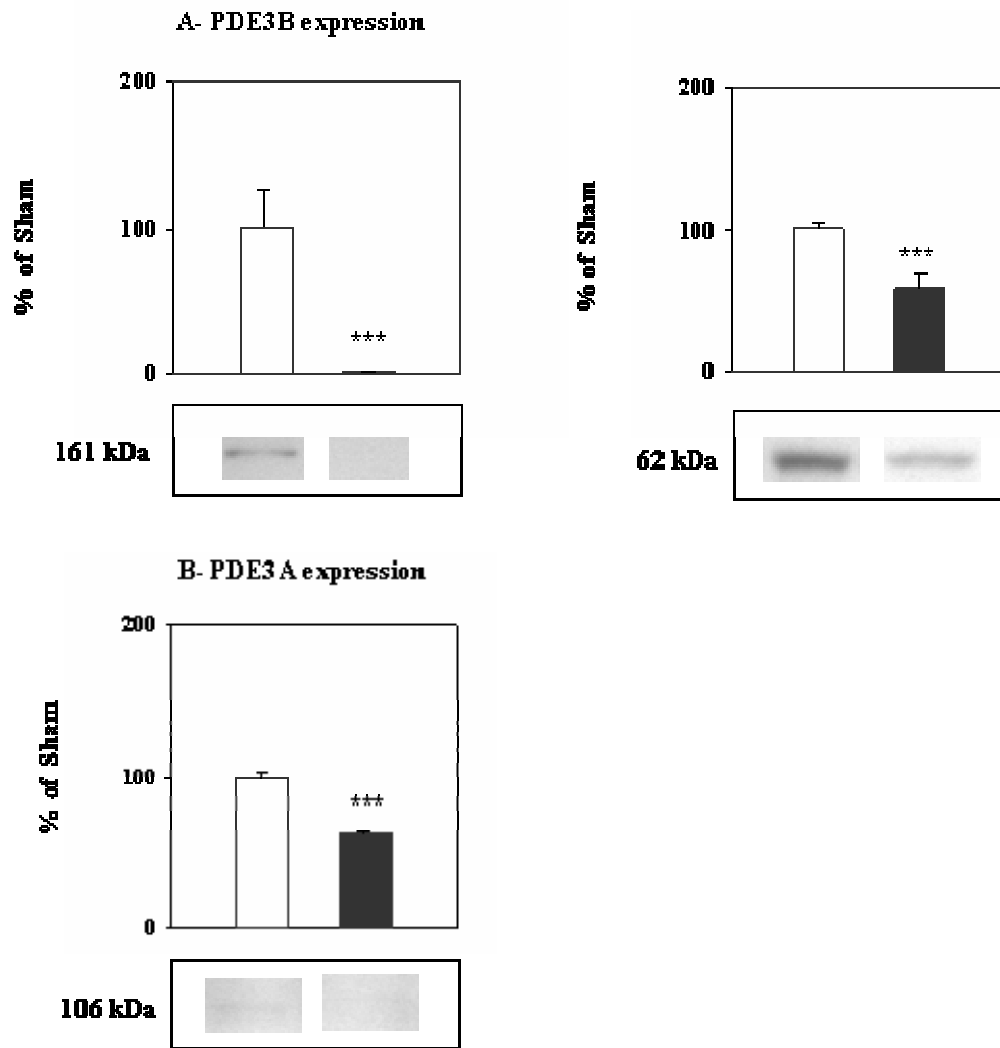 A- PDE3B expression
200
100
0
% of Sham
***
161 kDa
200
100
0
% of Sham
***
62 kDa
B- PDE3A expression
200
100
0
% of Sham
***
106 kDa